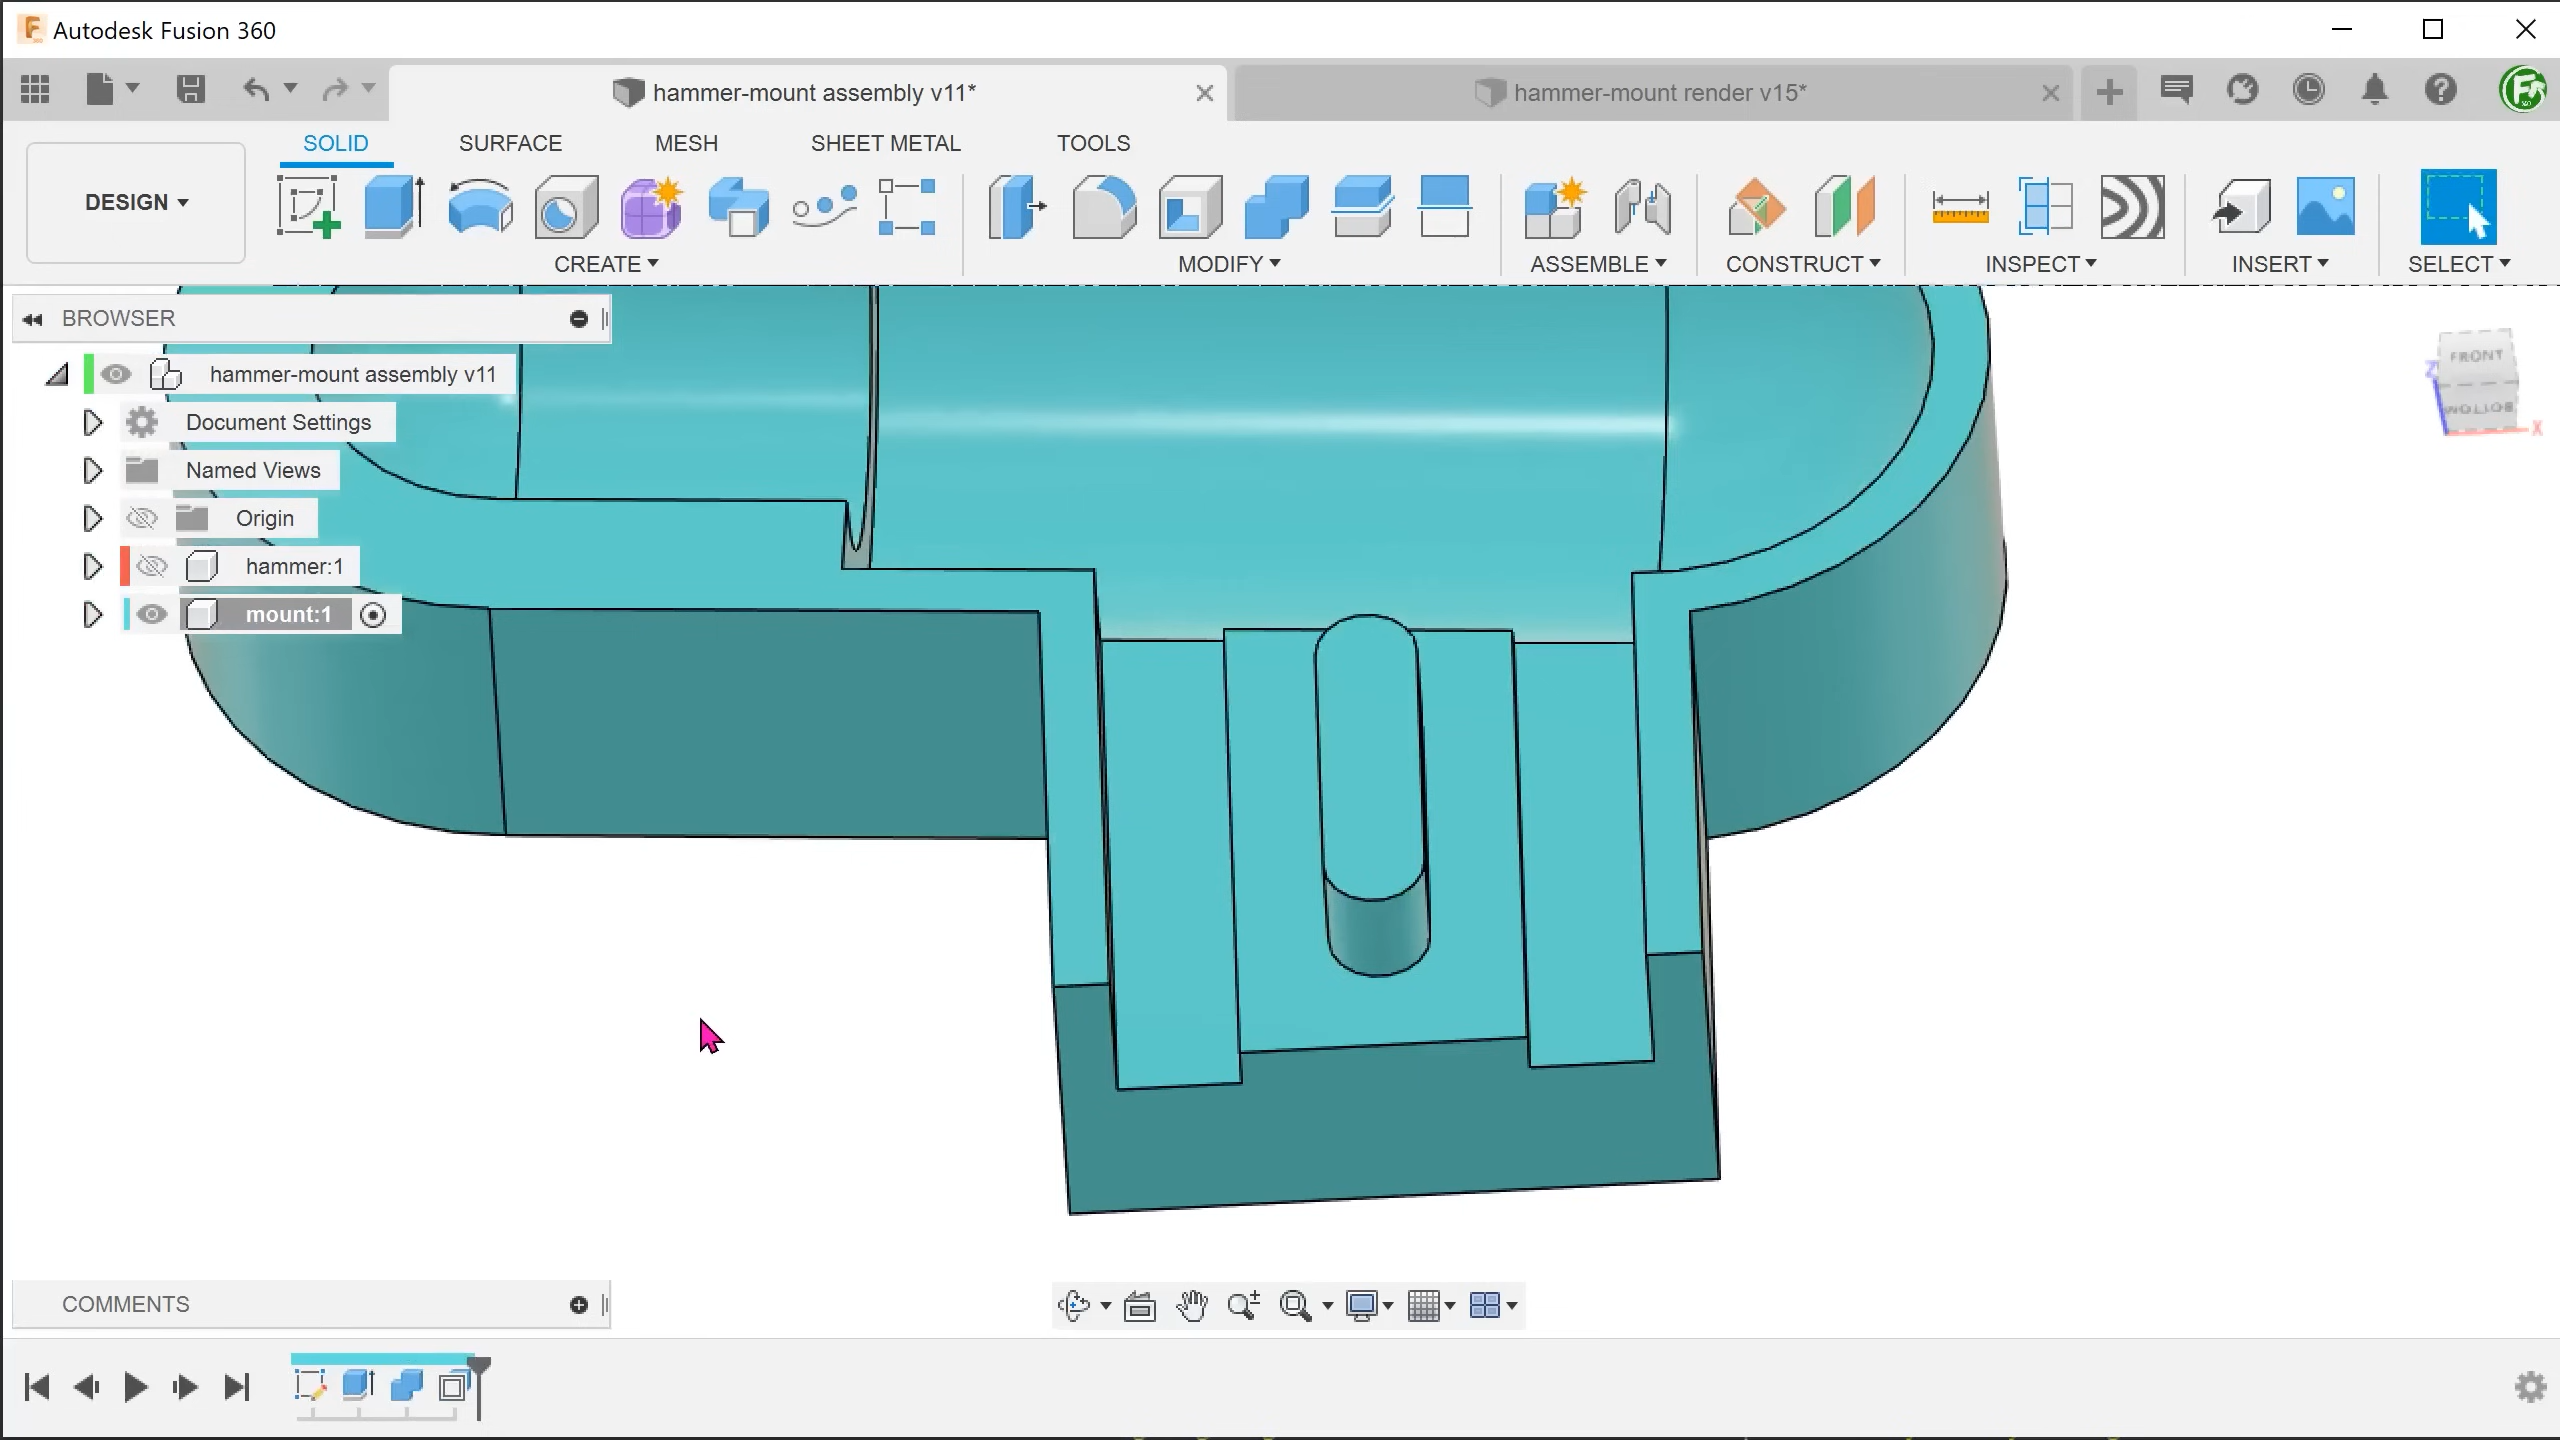 Autodesk Fusion 360
hammer-mount assembly v11*
hammer-mount render v15*
SOLID
SURFACE
MESH
SHEET METAL
TOOLS
DESIGN
CREATE
MODIFY
ASSEMBLE
CONSTRUCT
INSPECT
INSERT
SELECT
BROWSER
hammer-mount assembly v11
Document Settings
Named Views
Origin
hammer:1
mount:1
FRONT
BOTTOM
Z
X
COMMENTS